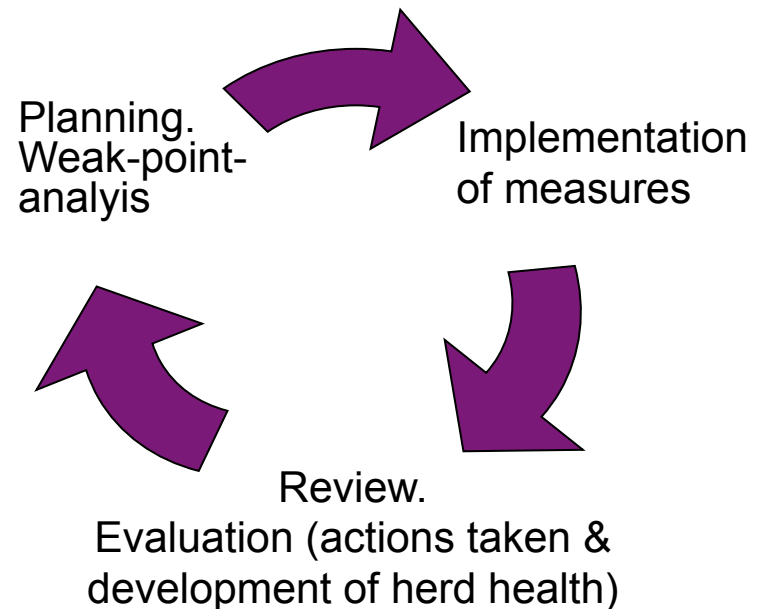 Planning.
Weak-point-
analyis
Implementation
of measures
Review.
Evaluation (actions taken &
development of herd health)